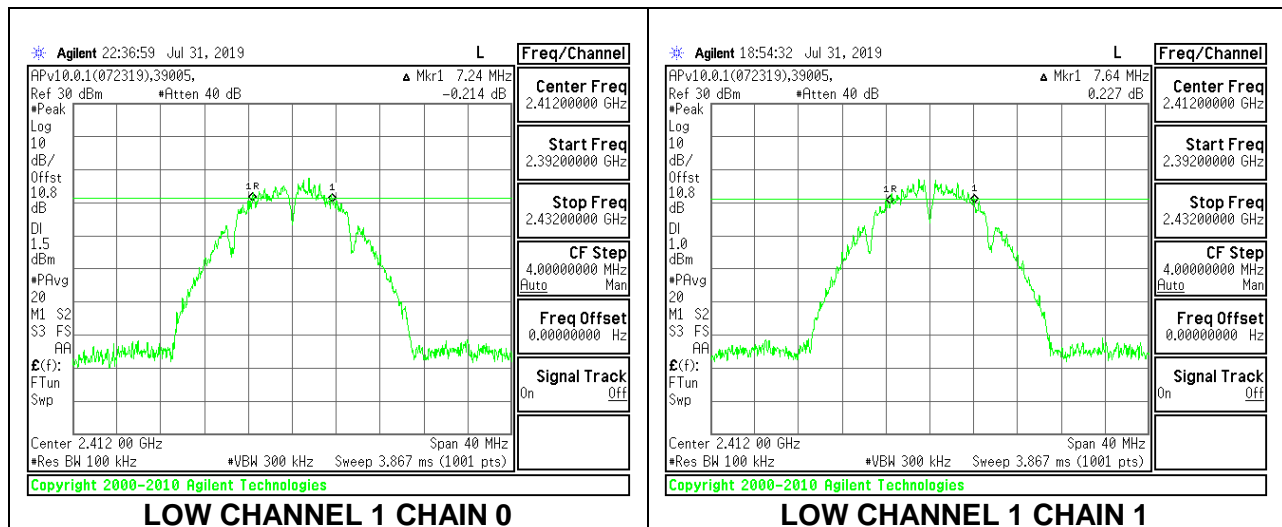 Agilent 22:36:59 Jul 31, 2019 L Freq/Channel
APv10.0.1(072319),39005, Δ Mkr1 7.24 MHz
Ref 30 dBm #Atten 40 dB -0.214 dB
#Peak
Log
10
dB/
Offst
10.8
dB
DI
1.5
dBm
#PAvg
20
M1 S2
S3 FS
AA
£(f):
FTun
Swp
1R 1
Center 2.412 00 GHz Span 40 MHz
#Res BW 100 kHz #VBW 300 kHz Sweep 3.867 ms (1001 pts)
Copyright 2000-2010 Agilent Technologies
Center Freq
2.41200000 GHz
Start Freq
2.39200000 GHz
Stop Freq
2.43200000 GHz
CF Step
4.00000000 MHz
Auto Man
Freq Offset
0.00000000 Hz
Signal Track
On Off
LOW CHANNEL 1 CHAIN 0
Agilent 18:54:32 Jul 31, 2019 L Freq/Channel
APv10.0.1(072319),39005, Δ Mkr1 7.64 MHz
Ref 30 dBm #Atten 40 dB 0.227 dB
#Peak
Log
10
dB/
Offst
10.8
dB
DI
1.0
dBm
#PAvg
20
M1 S2
S3 FS
AA
£(f):
FTun
Swp
1R 1
Center 2.412 00 GHz Span 40 MHz
#Res BW 100 kHz #VBW 300 kHz Sweep 3.867 ms (1001 pts)
Copyright 2000-2010 Agilent Technologies
Center Freq
2.41200000 GHz
Start Freq
2.39200000 GHz
Stop Freq
2.43200000 GHz
CF Step
4.00000000 MHz
Auto Man
Freq Offset
0.00000000 Hz
Signal Track
On Off
LOW CHANNEL 1 CHAIN 1